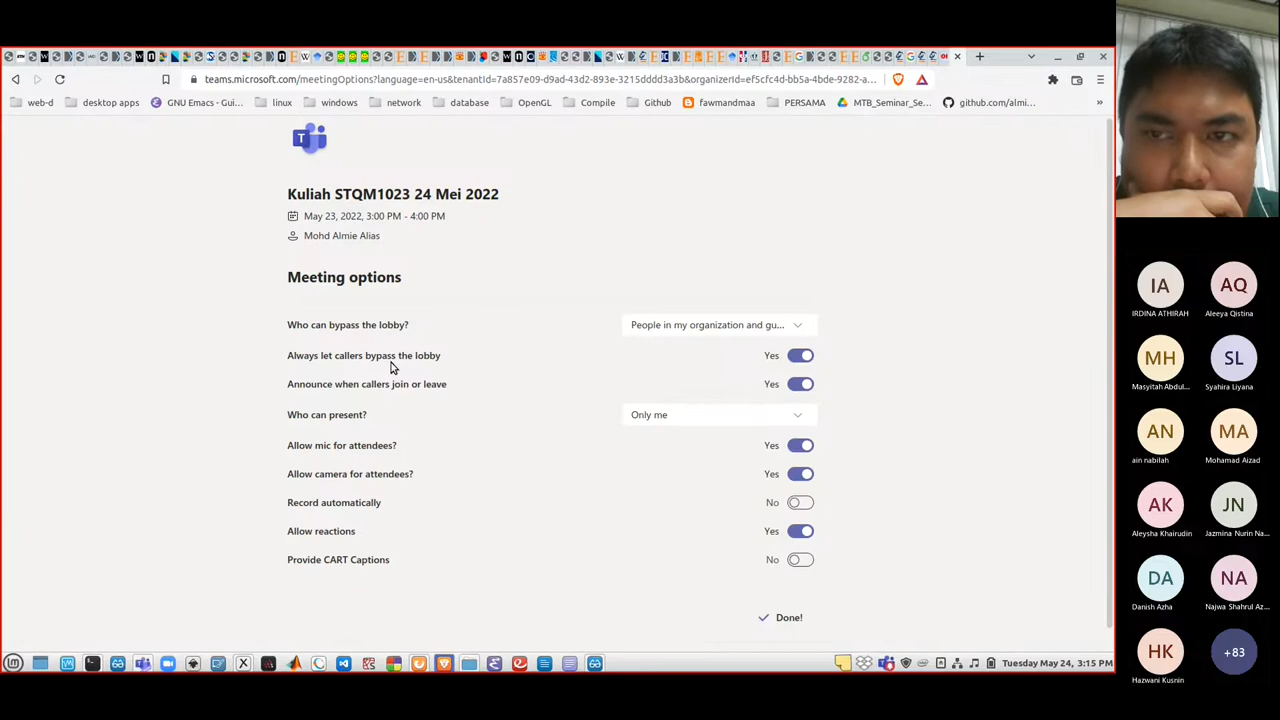 teams.microsoft.com/meetingOptions?language=en-us&tenantId=7a857e09-d9ad-43d2-893e-3215dddd3a3b&organizerId=ef5cfc4d-bb5a-4bde-9282-a...
web-d
desktop apps
GNU Emacs - Gui...
linux
windows
network
database
OpenGL
Compile
Github
fawmandmaa
PERSAMA
MTB_Seminar_Se...
github.com/almi...
»
T
Kuliah STQM1023 24 Mei 2022
May 23, 2022, 3:00 PM - 4:00 PM
Mohd Almie Alias
Meeting options
Who can bypass the lobby?
People in my organization and gu...
Always let callers bypass the lobby
Yes
Announce when callers join or leave
Yes
Who can present?
Only me
Allow mic for attendees?
Yes
Allow camera for attendees?
Yes
Record automatically
No
Allow reactions
Yes
Provide CART Captions
No
Done!
Tuesday May 24, 3:15 PM
IA
AQ
IRDINA ATHIRAH
Aleeya Qistina
MH
SL
Masyitah Abdul...
Syahira Liyana
AN
MA
ain nabilah
Mohamad Aizad
AK
JN
Aleysha Khairudin
Jazmina Nurin Na...
DA
NA
Danish Azha
Najwa Shahrul Az...
HK
+83
Hazwani Kusnin